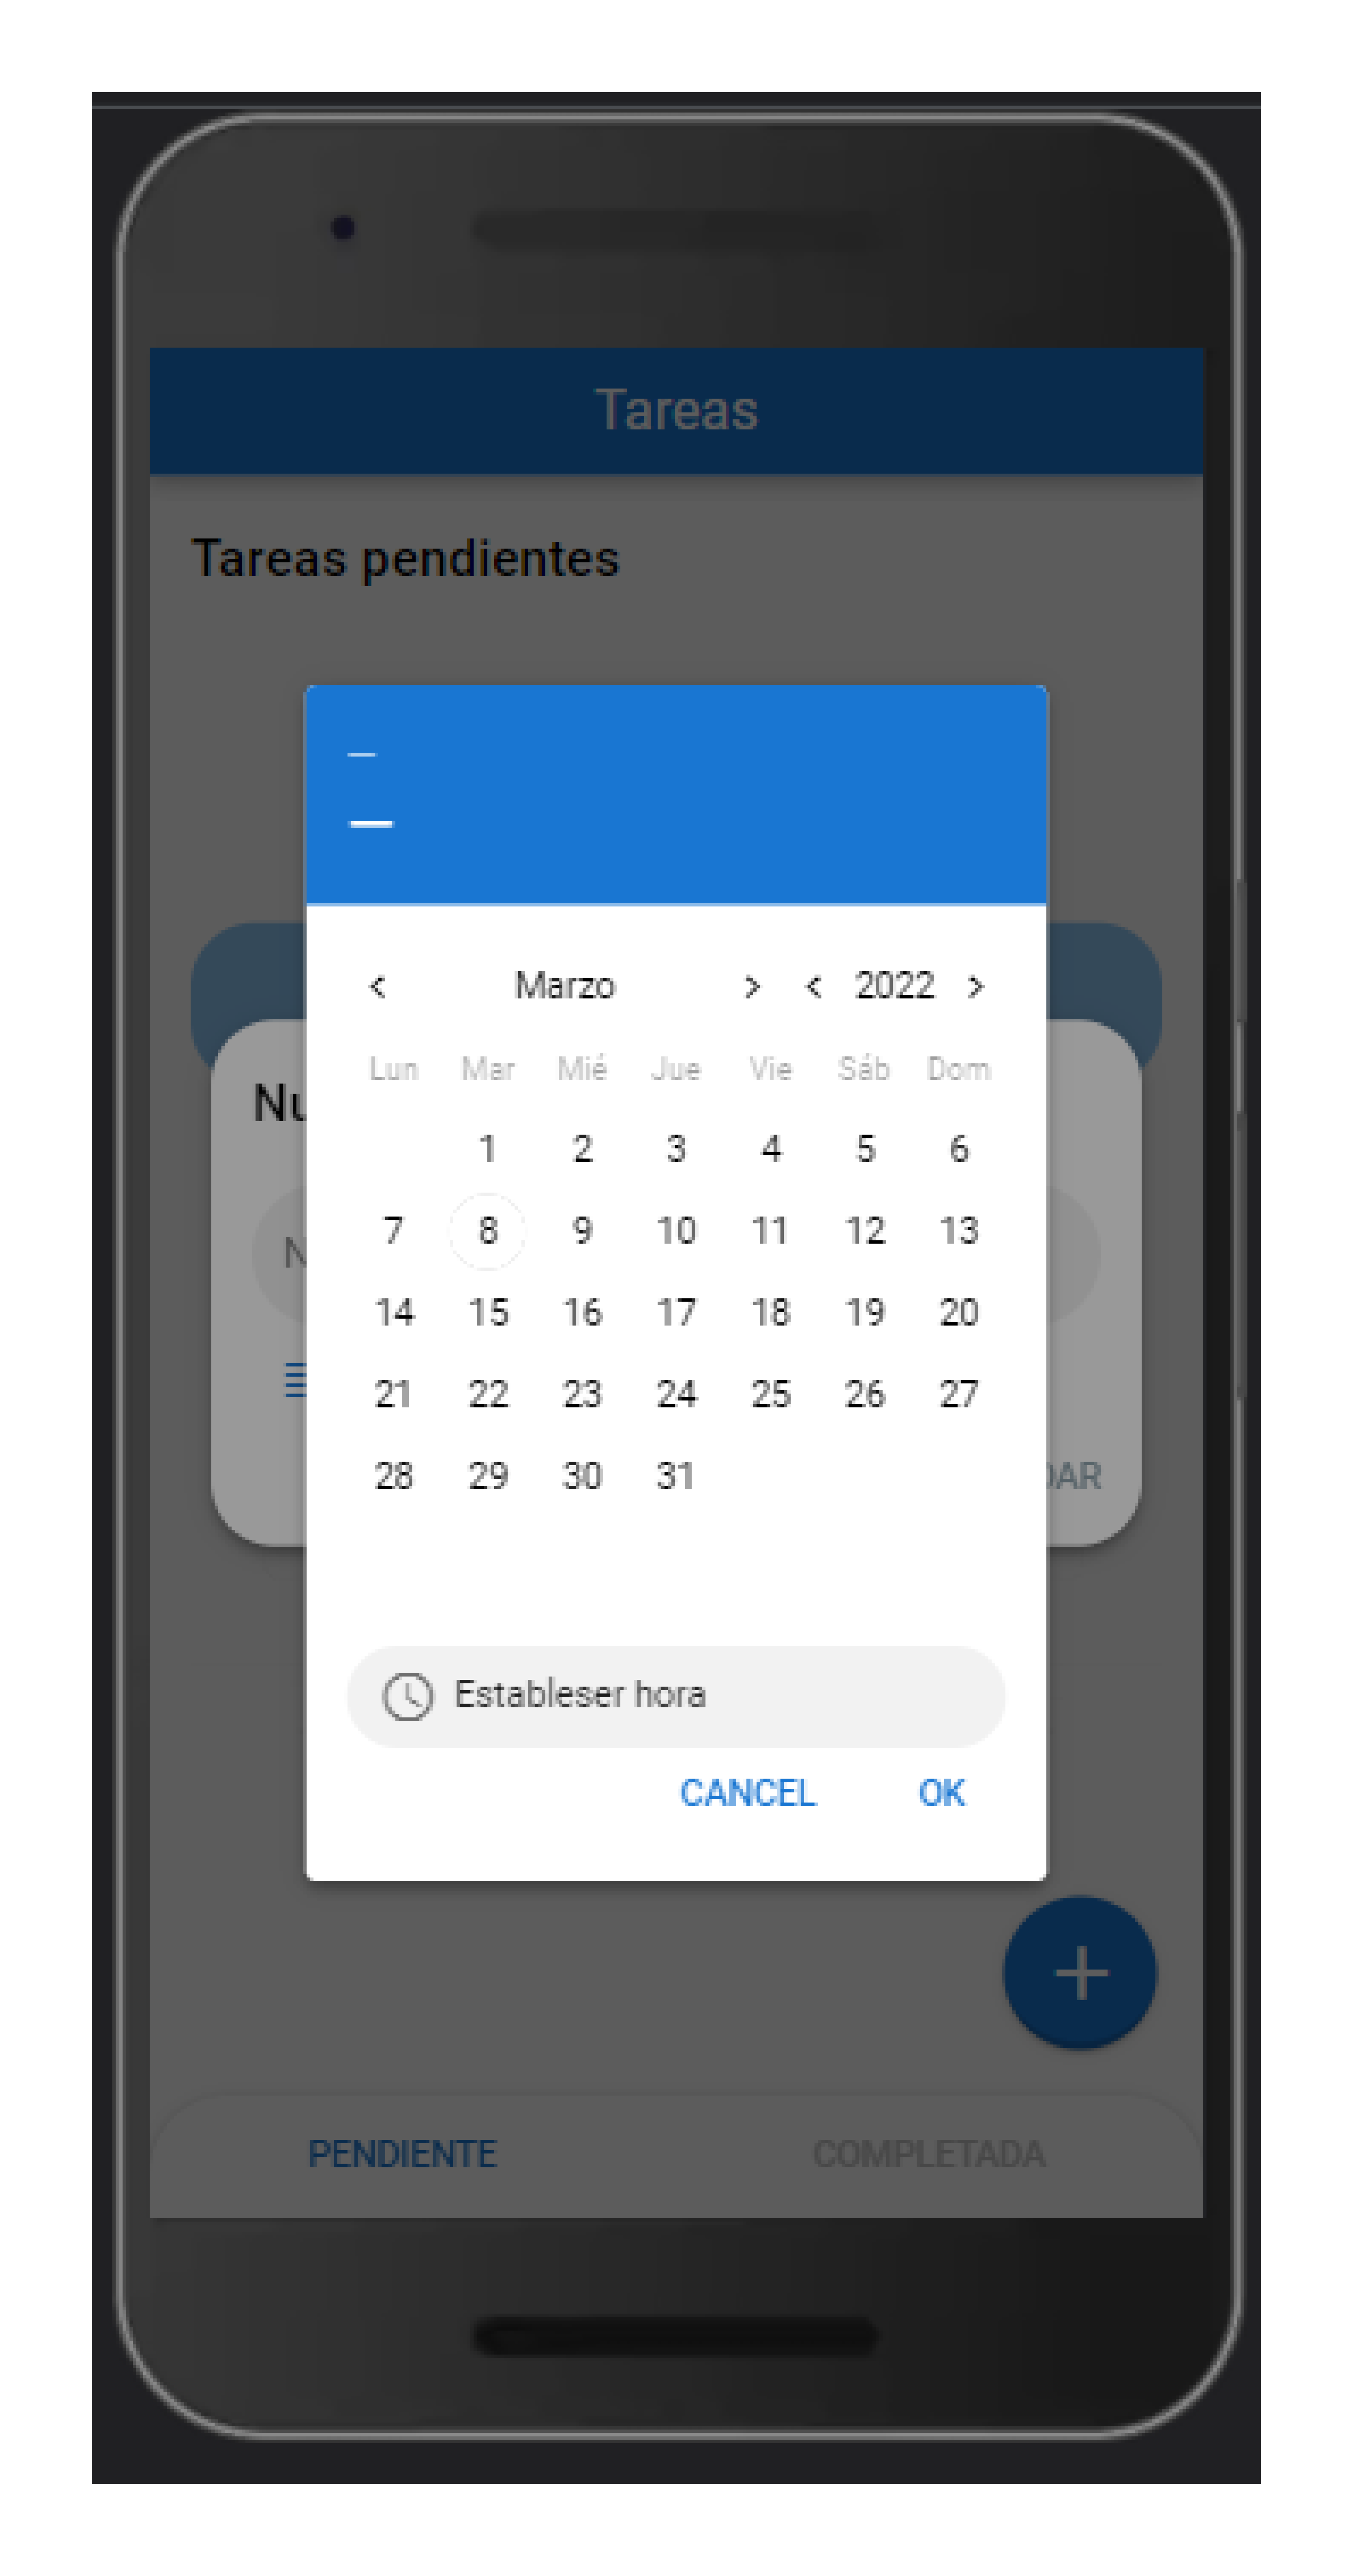 Tareas
Tareas pendientes
—
—
< Marzo > < 2022 >
Lun Mar Mié Jue Vie Sáb Dom
1 2 3 4 5 6
7 8 9 10 11 12 13
14 15 16 17 18 19 20
21 22 23 24 25 26 27
28 29 30 31
Estableser hora
CANCEL OK
+
PENDIENTE COMPLETADA